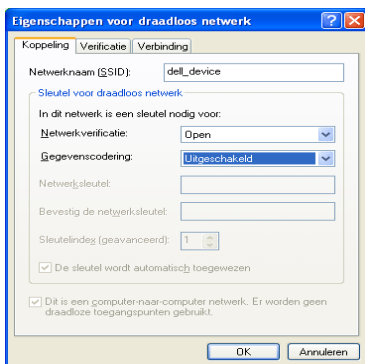 Eigenschappen voor draadloos netwerk
Koppeling Verificatie Verbinding
Netwerknaam (SSID): dell_device
Sleutel voor draadloos netwerk
In dit netwerk is een sleutel nodig voor:
Netwerkverificatie: Open
Gegevenscodering: Uitgeschakeld
Netwerksleutel:
Bevestig de netwerksleutel:
Sleutelindex (geavanceerd): 1
De sleutel wordt automatisch toegewezen
Dit is een computer-naar-computer netwerk. Er worden geen
draadloze toegangspunten gebruikt.
OK Annuleren